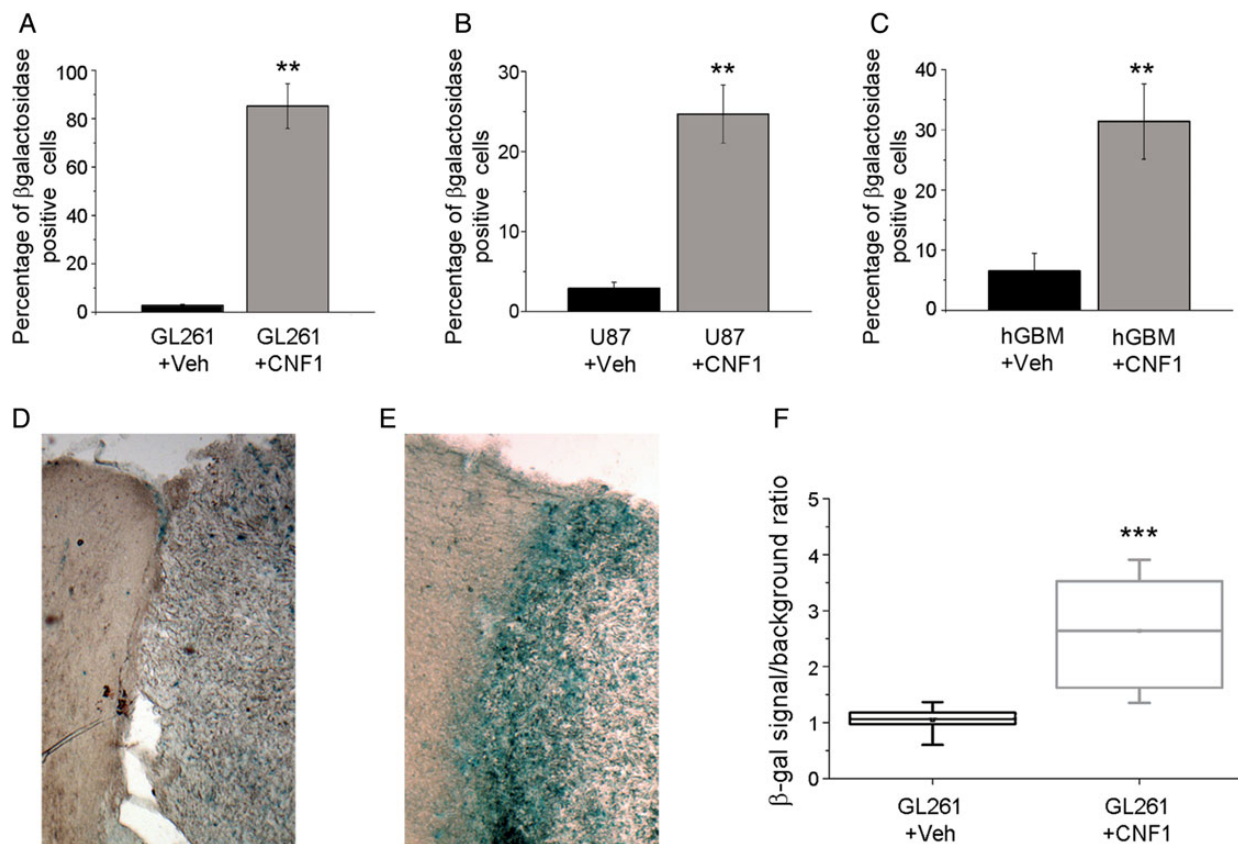 A
Percentage of βgalactosidase
positive cells
100
80
60
40
20
0
**
GL261
+Veh
GL261
+CNF1
B
Percentage of βgalactosidase
positive cells
30
20
10
0
**
U87
+Veh
U87
+CNF1
C
Percentage of βgalactosidase
positive cells
40
30
20
10
0
**
hGBM
+Veh
hGBM
+CNF1
D
E
F
β-gal signal/background ratio
5
4
3
2
1
0
***
GL261
+Veh
GL261
+CNF1